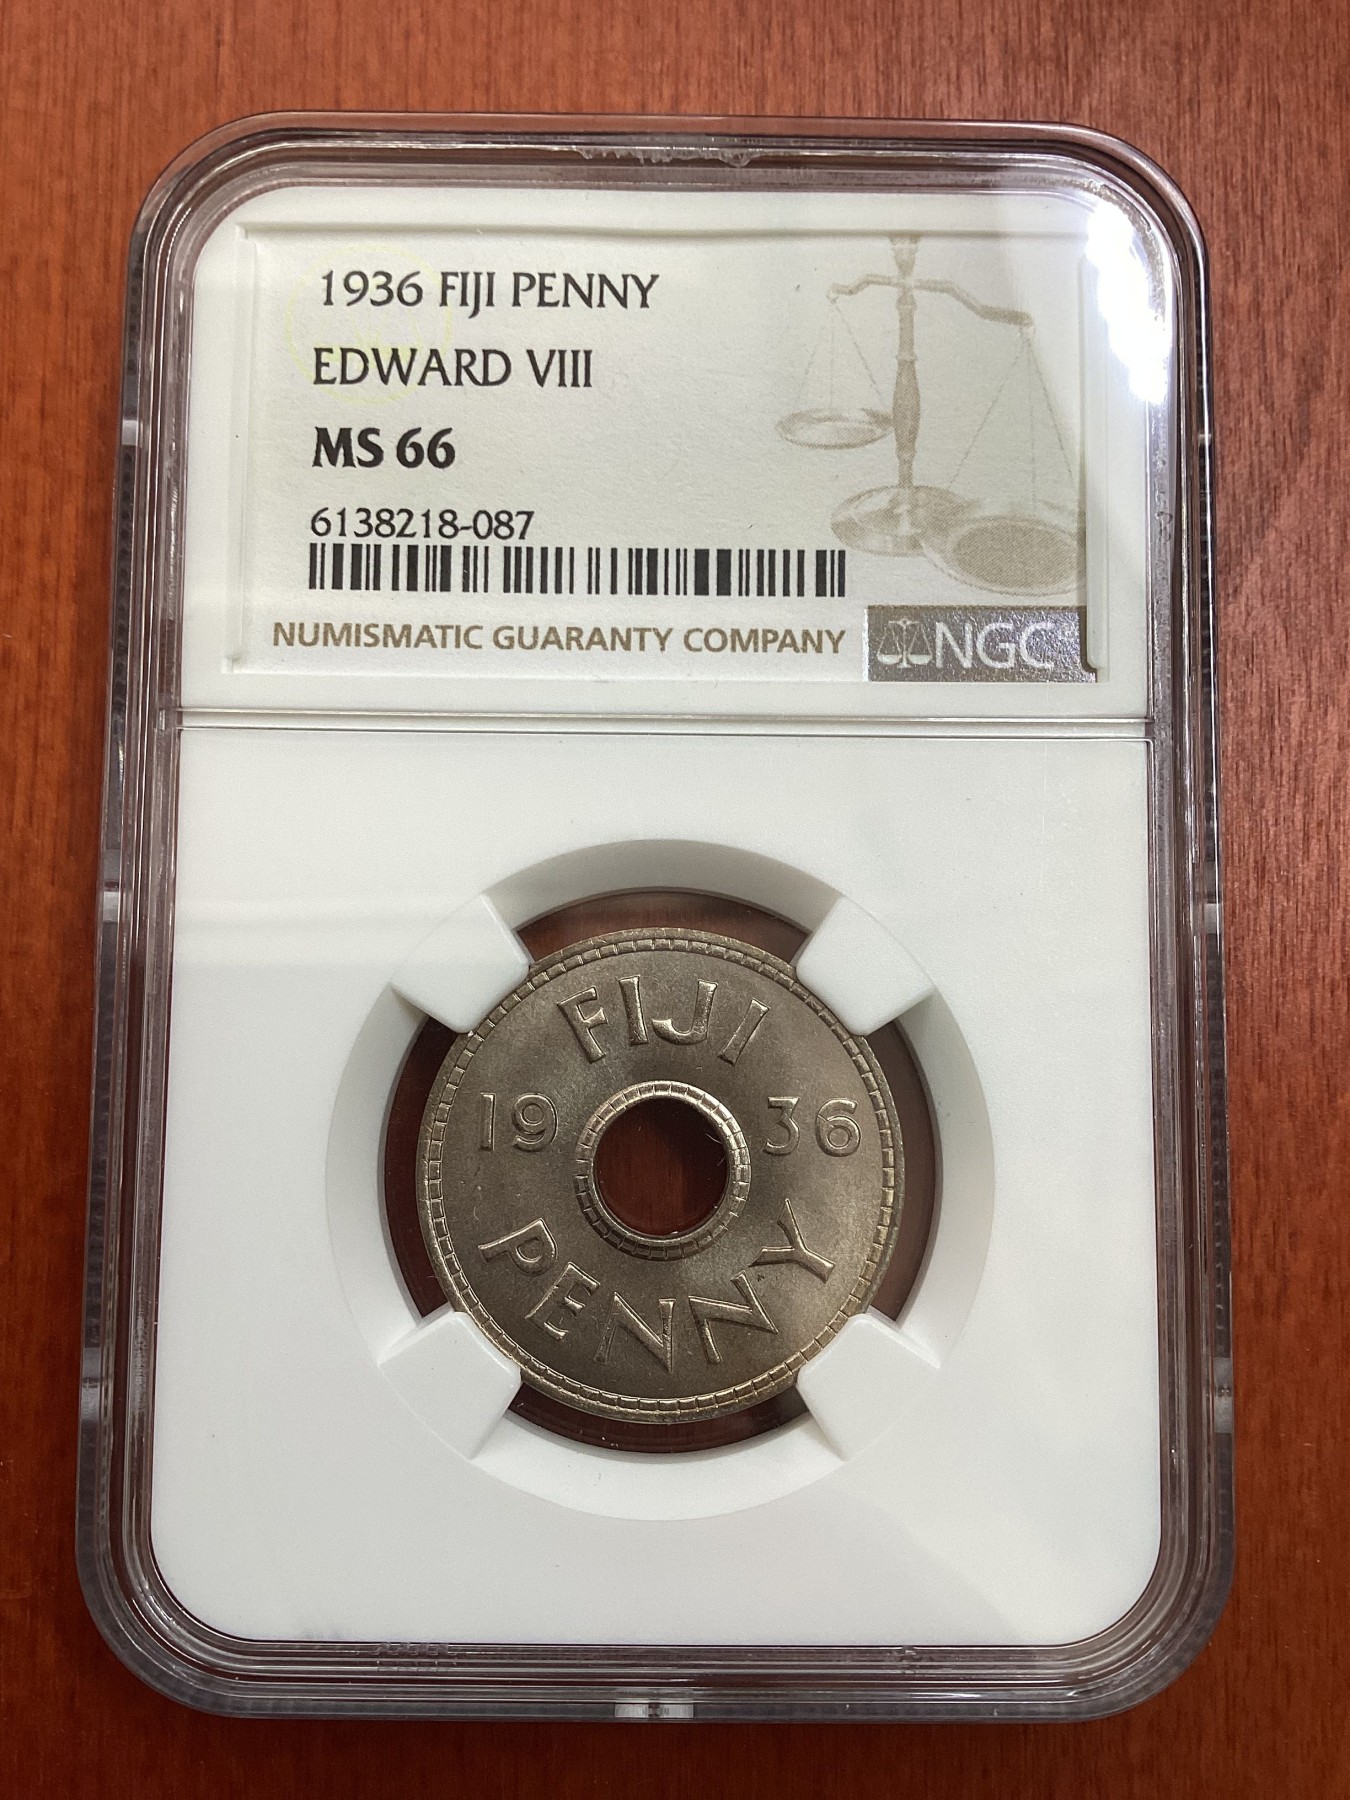 1936 FIJI PENNY
EDWARD VIII
MS 66
6138218-087
NUMISMATIC GUARANTY COMPANY
NGC
FIJI
19 36
PENNY